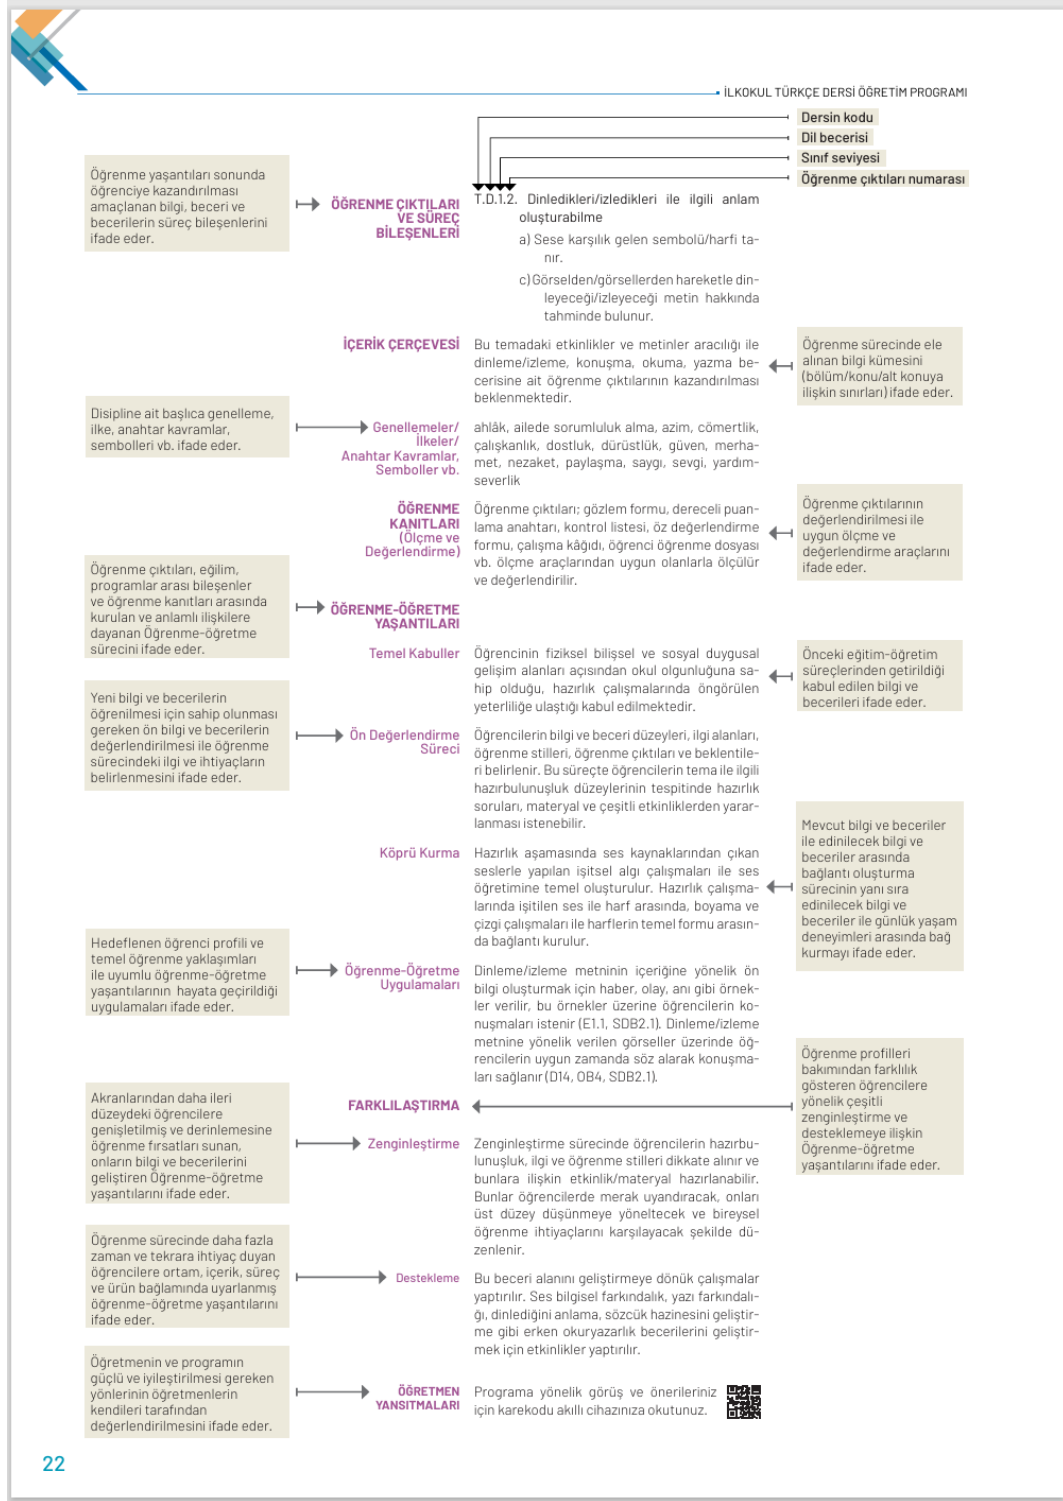 İLKOKUL TÜRKÇE DERSİ ÖĞRETİM PROGRAMI
Dersin kodu
Dil becerisi
Sınıf seviyesi
Öğrenme çıktıları numarası
Öğrenme yaşantıları sonunda
öğrenciye kazandırılması
amaçlanan bilgi, beceri ve
becerilerin süreç bileşenlerini
ifade eder.
ÖĞRENME ÇIKTILARI
VE SÜREÇ
BİLEŞENLERİ
T.D.1.2. Dinledikleri/izledikleri ile ilgili anlam
oluşturabilme
a) Sese karşılık gelen sembolü/harfi ta-
nır.
c) Görselden/görsellerden hareketle din-
leyeceği/izleyeceği metin hakkında
tahminde bulunur.
İÇERİK ÇERÇEVESİ
Bu temadaki etkinlikler ve metinler aracılığı ile
dinleme/izleme, konuşma, okuma, yazma be-
cerisine ait öğrenme çıktılarının kazandırılması
beklenmektedir.
Öğrenme sürecinde ele
alınan bilgi kümesini
(bölüm/konu/alt konuya
ilişkin sınırları) ifade eder.
Disipline ait başlıca genelleme,
ilke, anahtar kavramlar,
sembolleri vb. ifade eder.
Genellemeler/
İlkeler/
Anahtar Kavramlar,
Semboller vb.
ahlâk, ailede sorumluluk alma, azim, cömertlik,
çalışkanlık, dostluk, dürüstlük, güven, merha-
met, nezaket, paylaşma, saygı, sevgi, yardım-
severlik
ÖĞRENME
KANITLARI
(Ölçme ve
Değerlendirme)
Öğrenme çıktıları; gözlem formu, dereceli puan-
lama anahtarı, kontrol listesi, öz değerlendirme
formu, çalışma kâğıdı, öğrenci öğrenme dosyası
vb. ölçme araçlarından uygun olanlarla ölçülür
ve değerlendirilir.
Öğrenme çıktılarının
değerlendirilmesi ile
uygun ölçme ve
değerlendirme araçlarını
ifade eder.
Öğrenme çıktıları, eğilim,
programlar arası bileşenler
ve öğrenme kanıtları arasında
kurulan ve anlamlı ilişkilere
dayanan Öğrenme-öğretme
sürecini ifade eder.
ÖĞRENME-ÖĞRETME
YAŞANTILARI
Temel Kabuller
Öğrencinin fiziksel bilişsel ve sosyal duygusal
gelişim alanları açısından okul olgunluğuna sa-
hip olduğu, hazırlık çalışmalarında öngörülen
yeterliliğe ulaştığı kabul edilmektedir.
Önceki eğitim-öğretim
süreçlerinden getirildiği
kabul edilen bilgi ve
becerileri ifade eder.
Yeni bilgi ve becerilerin
öğrenilmesi için sahip olunması
gereken ön bilgi ve becerilerin
değerlendirilmesi ile öğrenme
sürecindeki ilgi ve ihtiyaçların
belirlenmesini ifade eder.
Ön Değerlendirme
Süreci
Öğrencilerin bilgi ve beceri düzeyleri, ilgi alanları,
öğrenme stilleri, öğrenme çıktıları ve beklentile-
ri belirlenir. Bu süreçte öğrencilerin tema ile ilgili
hazırbulunuşluk düzeylerinin tespitinde hazırlık
soruları, materyal ve çeşitli etkinliklerden yarar-
lanması istenebilir.
Köprü Kurma
Hazırlık aşamasında ses kaynaklarından çıkan
seslerle yapılan işitsel algı çalışmaları ile ses
öğretimine temel oluşturulur. Hazırlık çalışma-
larında işitilen ses ile harf arasında, boyama ve
çizgi çalışmaları ile harflerin temel formu arasın-
da bağlantı kurulur.
Mevcut bilgi ve beceriler
ile edinilecek bilgi ve
beceriler arasında
bağlantı oluşturma
sürecinin yanı sıra
edinilecek bilgi ve
beceriler ile günlük yaşam
deneyimleri arasında bağ
kurmayı ifade eder.
Hedeflenen öğrenci profili ve
temel öğrenme yaklaşımları
ile uyumlu öğrenme-öğretme
yaşantılarının hayata geçirildiği
uygulamaları ifade eder.
Öğrenme-Öğretme
Uygulamaları
Dinleme/izleme metninin içeriğine yönelik ön
bilgi oluşturmak için haber, olay, anı gibi örnek-
ler verilir, bu örnekler üzerine öğrencilerin ko-
nuşmaları istenir (E1.1, SDB2.1). Dinleme/izleme
metnine yönelik verilen görseller üzerinde öğ-
rencilerin uygun zamanda söz alarak konuşma-
ları sağlanır (D14, OB4, SDB2.1).
Öğrenme profilleri
bakımından farklılık
gösteren öğrencilere
yönelik çeşitli
zenginleştirme ve
desteklemeye ilişkin
Öğrenme-öğretme
yaşantılarını ifade eder.
FARKLILAŞTIRMA
Akranlarından daha ileri
düzeydeki öğrencilere
genişletilmiş ve derinlemesine
öğrenme fırsatları sunan,
onların bilgi ve becerilerini
geliştiren Öğrenme-öğretme
yaşantılarını ifade eder.
Zenginleştirme
Zenginleştirme sürecinde öğrencilerin hazırbu-
lunuşluk, ilgi ve öğrenme stilleri dikkate alınır ve
bunlara ilişkin etkinlik/materyal hazırlanabilir.
Bunlar öğrencilerde merak uyandıracak, onları
üst düzey düşünmeye yöneltecek ve bireysel
öğrenme ihtiyaçlarını karşılayacak şekilde dü-
zenlenir.
Öğrenme sürecinde daha fazla
zaman ve tekrara ihtiyaç duyan
öğrencilere ortam, içerik, süreç
ve ürün bağlamında uyarlanmış
öğrenme-öğretme yaşantılarını
ifade eder.
Destekleme
Bu beceri alanını geliştirmeye dönük çalışmalar
yaptırılır. Ses bilgisel farkındalık, yazı farkındalı-
ğı, dinlediğini anlama, sözcük hazinesini geliştir-
me gibi erken okuryazarlık becerilerini geliştir-
mek için etkinlikler yaptırılır.
Öğretmenin ve programın
güçlü ve iyileştirilmesi gereken
yönlerinin öğretmenlerin
kendileri tarafından
değerlendirilmesini ifade eder.
ÖĞRETMEN
YANSITMALARI
Programa yönelik görüş ve önerileriniz
için karekodu akıllı cihazınıza okutunuz.
22